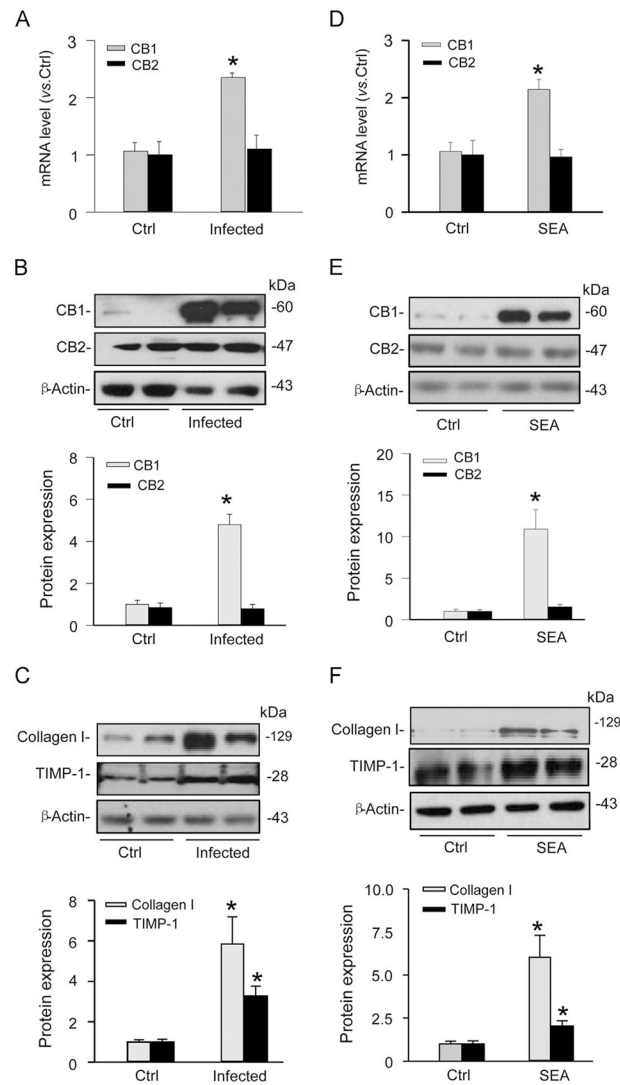 A
mRNA level (vs.Ctrl)
3
2
1
0
CB1
CB2
*
Ctrl
Infected
D
mRNA level (vs.Ctrl)
3
2
1
0
CB1
CB2
*
Ctrl
SEA
B
kDa
CB1-
-60
CB2-
-47
β-Actin-
-43
Ctrl
Infected
Protein expression
8
6
4
2
0
CB1
CB2
*
Ctrl
Infected
E
kDa
CB1-
-60
CB2-
-47
β-Actin-
-43
Ctrl
SEA
Protein expression
20
15
10
5
0
CB1
CB2
*
Ctrl
SEA
C
kDa
Collagen I-
-129
TIMP-1-
-28
β-Actin-
-43
Ctrl
Infected
Protein expression
8
6
4
2
0
Collagen I
TIMP-1
*
*
Ctrl
Infected
F
kDa
Collagen I-
-129
TIMP-1-
-28
β-Actin-
-43
Ctrl
SEA
Protein expression
10.0
7.5
5.0
2.5
0
Collagen I
TIMP-1
*
*
Ctrl
SEA